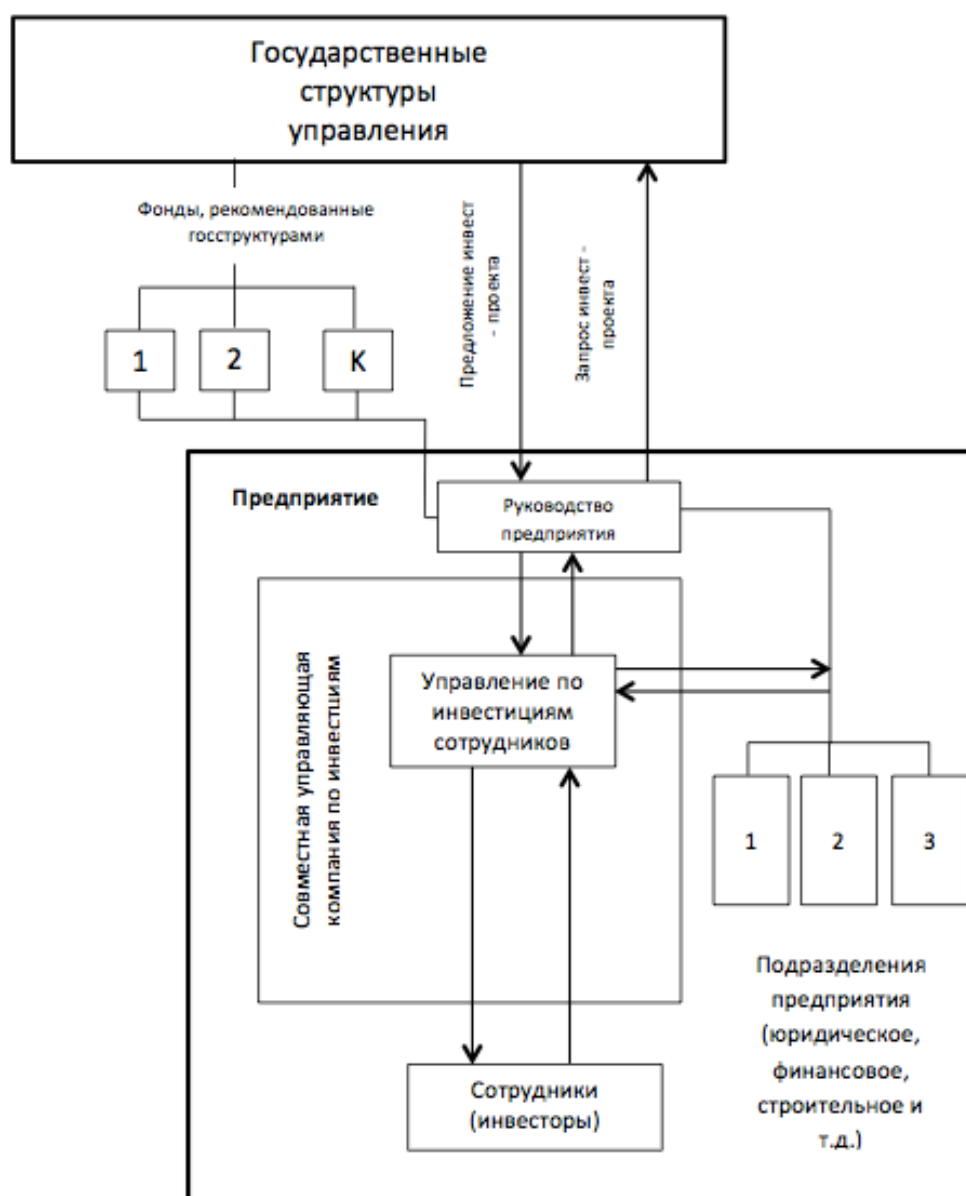 Государственные
структуры
управления
Фонды, рекомендованные
госструктурами
Предложение инвест
- проекта
Запрос инвест -
проекта
1
2
К
Предприятие
Руководство
предприятия
Совместная управляющая
компания по инвестциям
Управление по
инвестициям
сотрудников
1
2
3
Подразделения
предприятия
(юридическое,
финансовое,
строительное и
т.д.)
Сотрудники
(инвесторы)